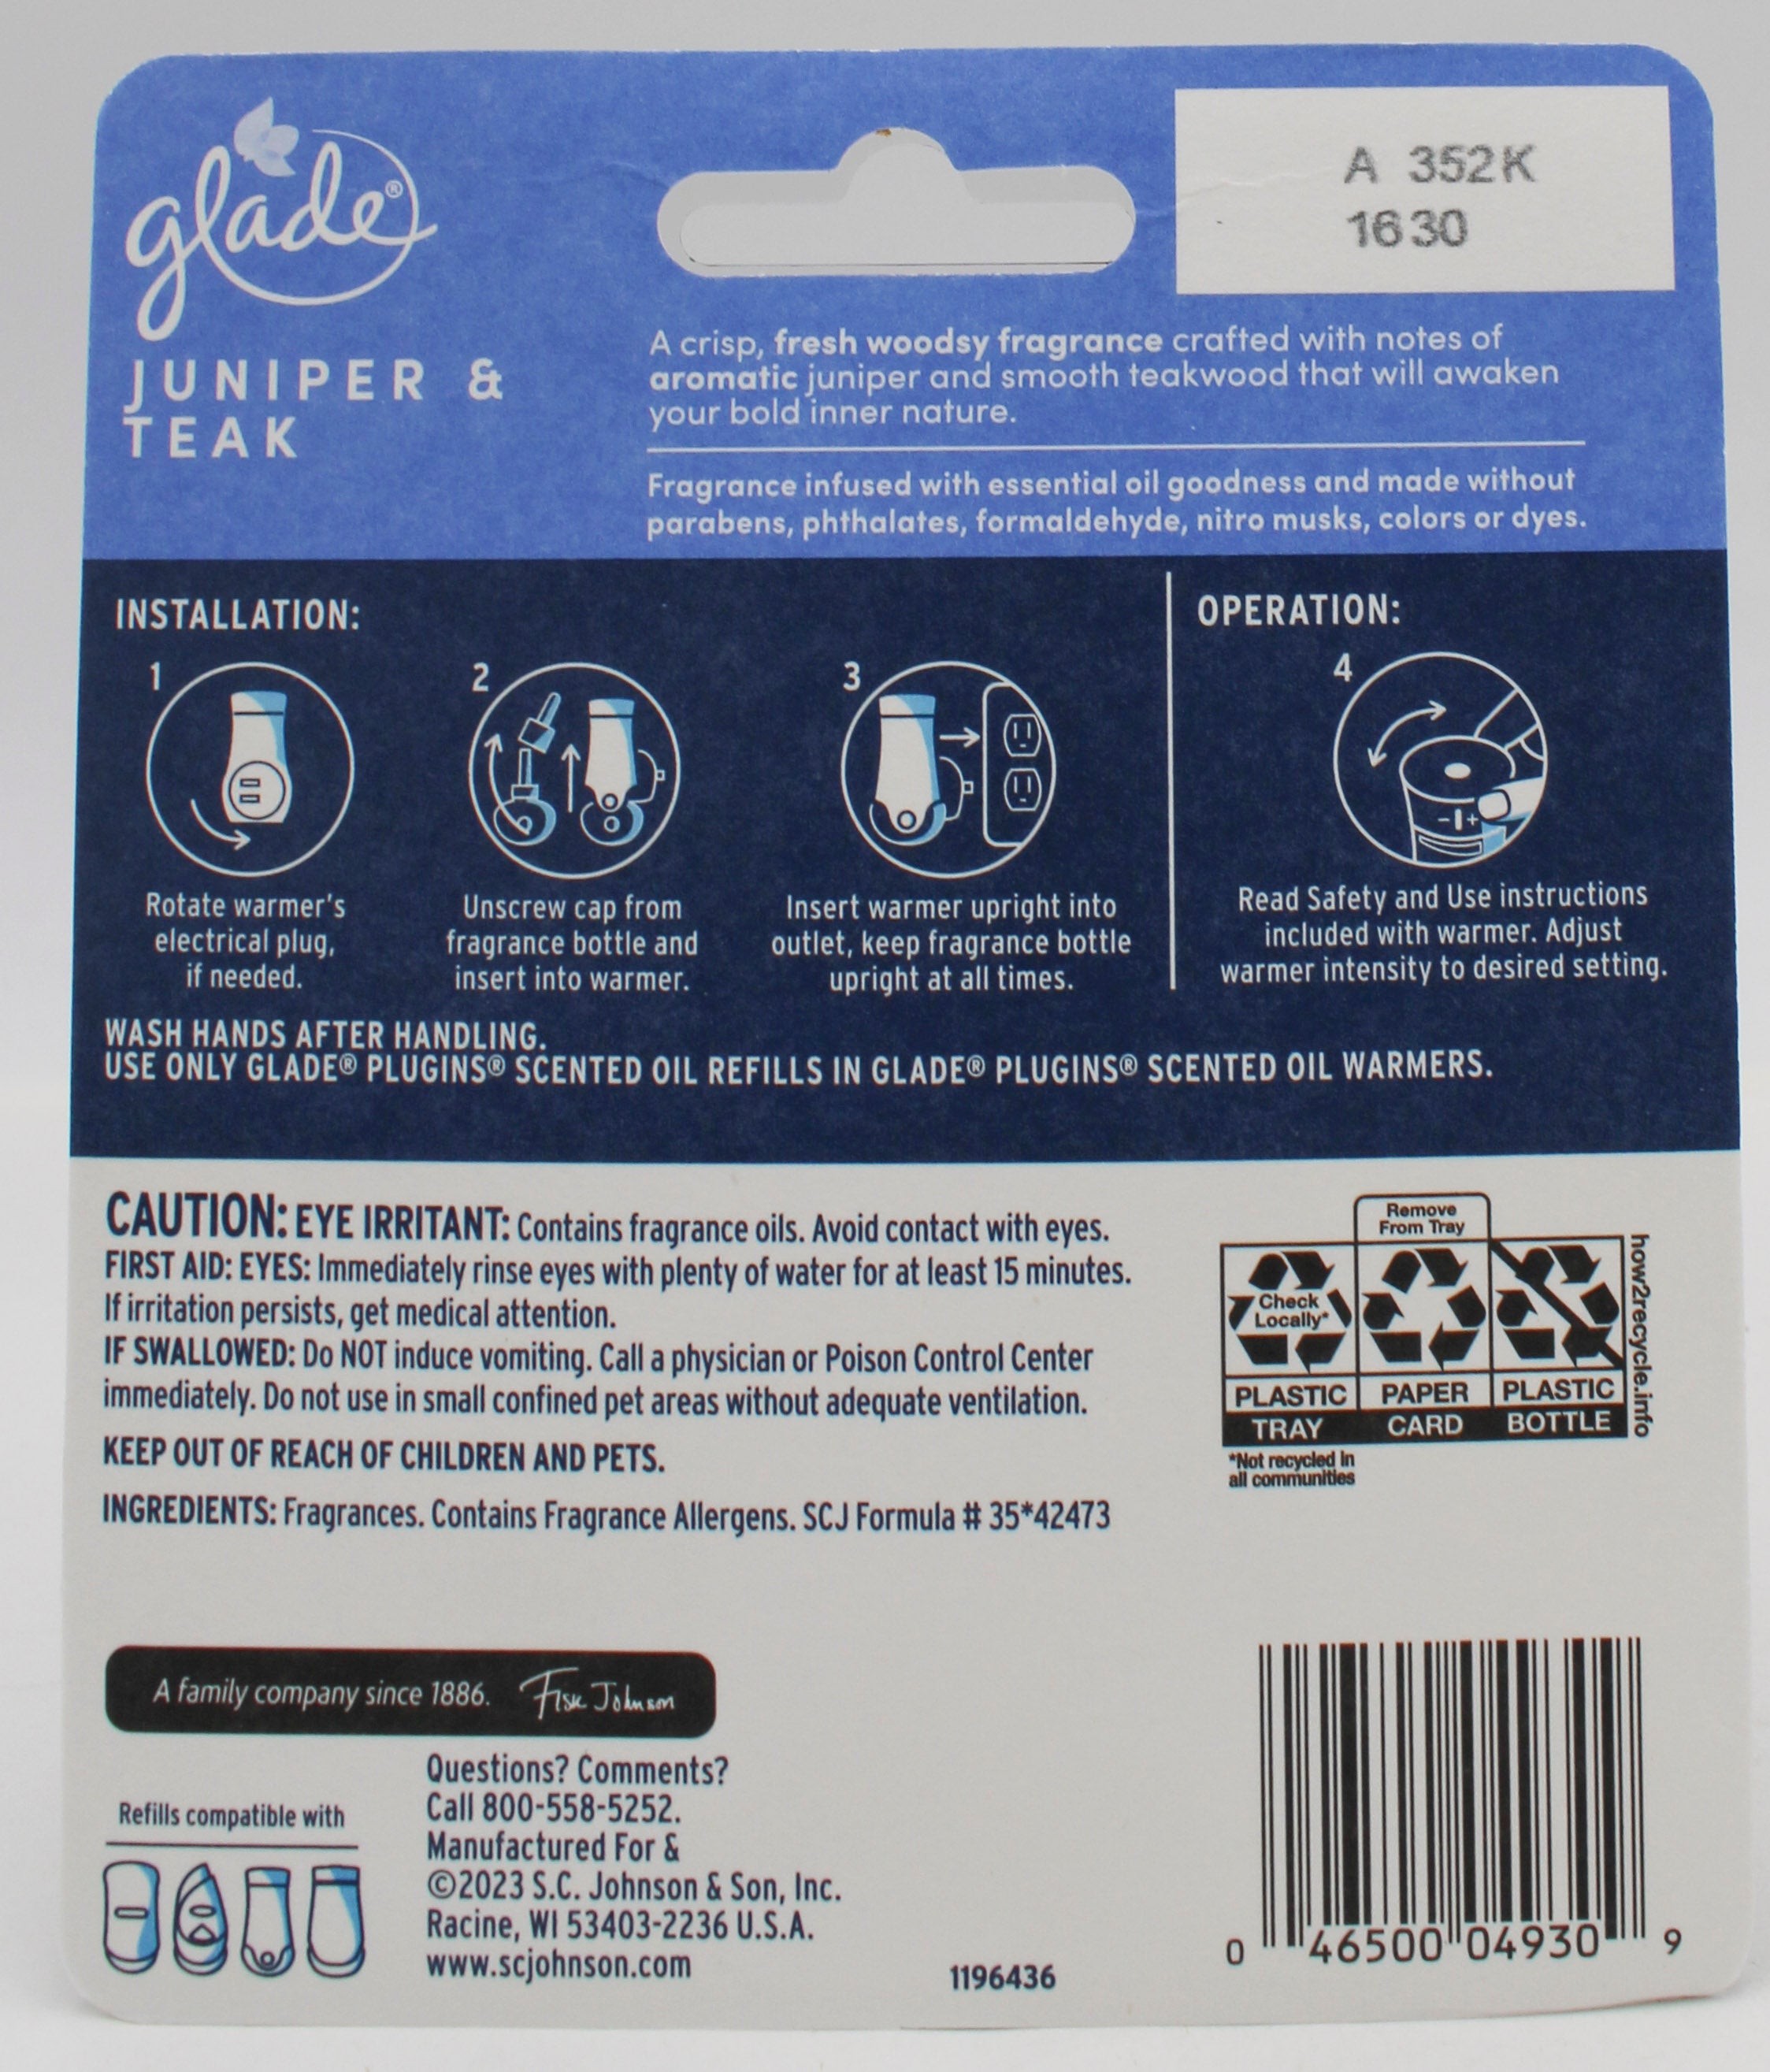 glade®
JUNIPER &
TEAK
A 352K
1630
A crisp, fresh woodsy fragrance crafted with notes of
aromatic juniper and smooth teakwood that will awaken
your bold inner nature.
Fragrance infused with essential oil goodness and made without
parabens, phthalates, formaldehyde, nitro musks, colors or dyes.
INSTALLATION:
1
Rotate warmer's
electrical plug,
if needed.
2
Unscrew cap from
fragrance bottle and
insert into warmer.
3
Insert warmer upright into
outlet, keep fragrance bottle
upright at all times.
OPERATION:
4
- +
Read Safety and Use instructions
included with warmer. Adjust
warmer intensity to desired setting.
WASH HANDS AFTER HANDLING.
USE ONLY GLADE® PLUGINS® SCENTED OIL REFILLS IN GLADE® PLUGINS® SCENTED OIL WARMERS.
CAUTION: EYE IRRITANT: Contains fragrance oils. Avoid contact with eyes.
FIRST AID: EYES: Immediately rinse eyes with plenty of water for at least 15 minutes.
If irritation persists, get medical attention.
IF SWALLOWED: Do NOT induce vomiting. Call a physician or Poison Control Center
immediately. Do not use in small confined pet areas without adequate ventilation.
KEEP OUT OF REACH OF CHILDREN AND PETS.
INGREDIENTS: Fragrances. Contains Fragrance Allergens. SCJ Formula # 35*42473
Remove
From Tray
Check
Locally*
PLASTIC PAPER PLASTIC
TRAY CARD BOTTLE
how2recycle.info
*Not recycled in
all communities
A family company since 1886. Fisk Johnson
Refills compatible with
Questions? Comments?
Call 800-558-5252.
Manufactured For &
©2023 S.C. Johnson & Son, Inc.
Racine, WI 53403-2236 U.S.A.
www.scjohnson.com
1196436
0 46500 04930 9